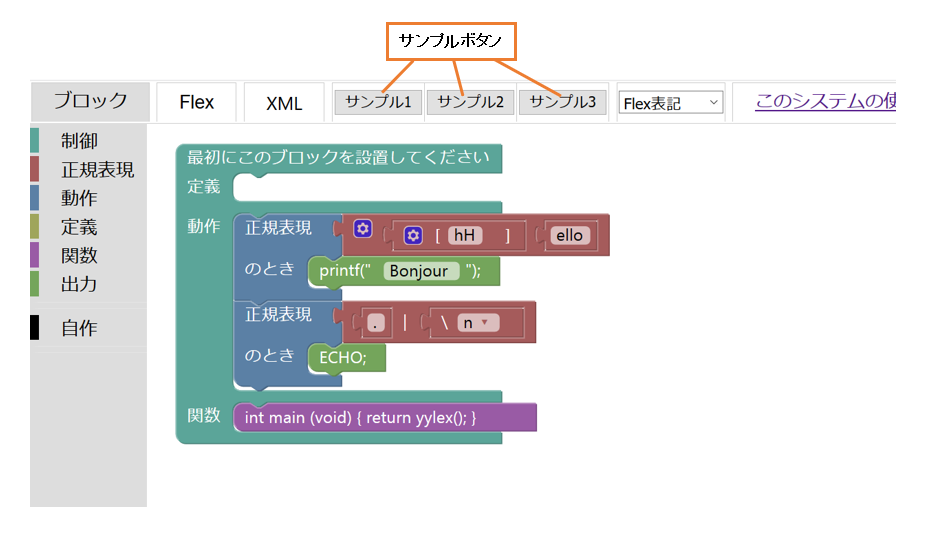 サンプルボタン
ブロック Flex XML サンプル1 サンプル2 サンプル3 Flex表記 このシステムの使
制御
正規表現
動作
定義
関数
出力
自作
最初にこのブロックを設置してください
定義
動作 正規表現 [ hH ] ello
のとき printf(" Bonjour ");
正規表現 . | \ n
のとき ECHO;
関数 int main (void) { return yylex(); }